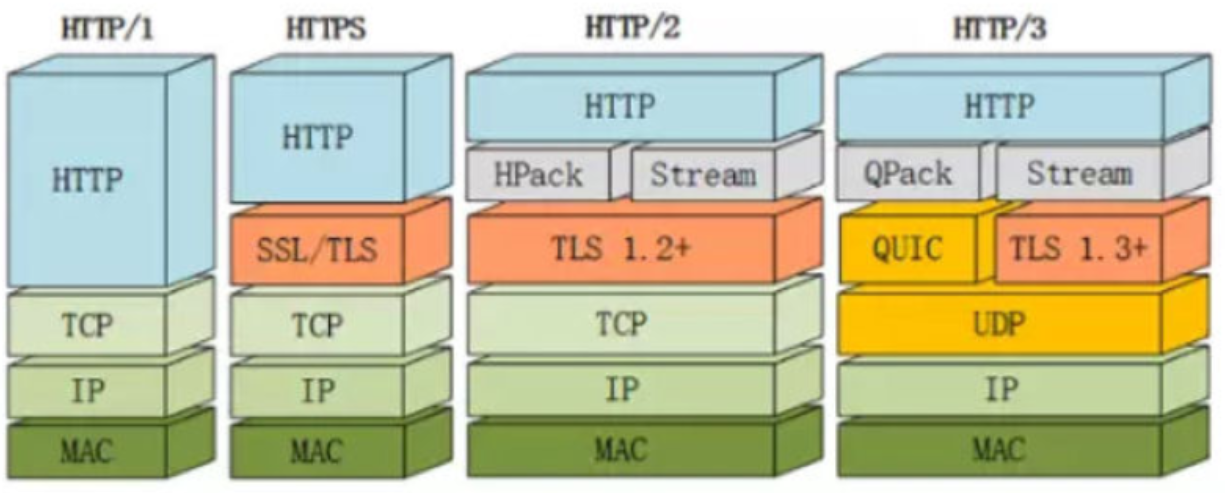 HTTP/1 HTTPS HTTP/2 HTTP/3
HTTP HTTP HTTP HTTP
HPack Stream QPack Stream
SSL/TLS TLS 1.2+ QUIC TLS 1.3+
TCP TCP TCP UDP
IP IP IP IP
MAC MAC MAC MAC